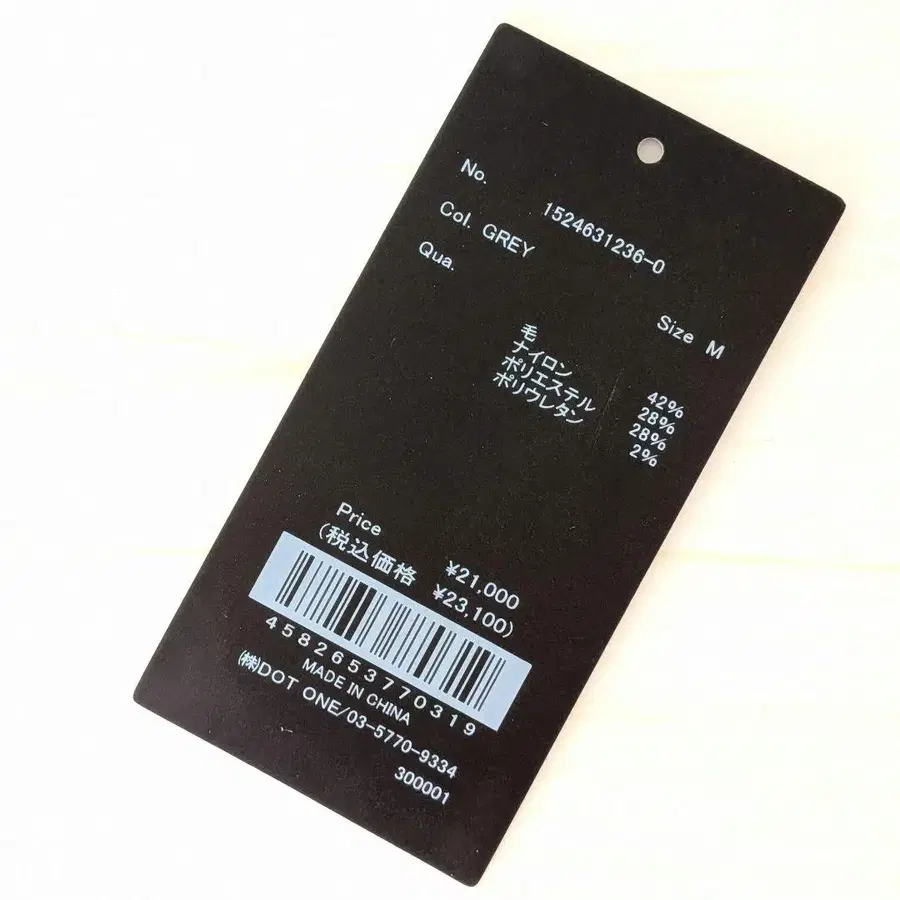 No. 1524631236-0
Col. GREY Size M
Qua.
毛 42%
ナイロン 28%
ポリエステル 28%
ポリウレタン 2%
Price ¥21,000
(税込価格 ¥23,100)
4582653770319
MADE IN CHINA
㈱DOT ONE/03-5770-9334
300001